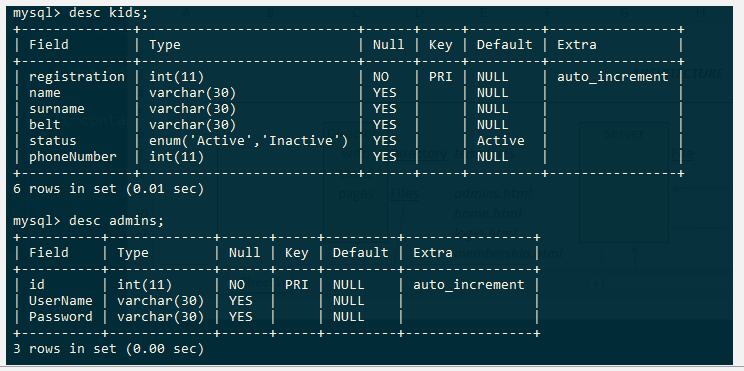 mysql> desc kids;
+--------------+---------------------------+------+-----+---------+----------------+
| Field | Type | Null | Key | Default | Extra |
+--------------+---------------------------+------+-----+---------+----------------+
| registration | int(11) | NO | PRI | NULL | auto_increment |
| name | varchar(30) | YES | | NULL | |
| surname | varchar(30) | YES | | NULL | |
| belt | varchar(30) | YES | | NULL | |
| status | enum('Active','Inactive') | YES | | Active | |
| phoneNumber | int(11) | YES | | NULL | |
+--------------+---------------------------+------+-----+---------+----------------+
6 rows in set (0.01 sec)
mysql> desc admins;
+----------+-------------+------+-----+---------+----------------+
| Field | Type | Null | Key | Default | Extra |
+----------+-------------+------+-----+---------+----------------+
| id | int(11) | NO | PRI | NULL | auto_increment |
| UserName | varchar(30) | YES | | NULL | |
| Password | varchar(30) | YES | | NULL | |
+----------+-------------+------+-----+---------+----------------+
3 rows in set (0.00 sec)